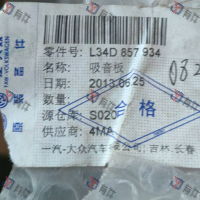 零件号: L34D 857 934
名称: 吸音板
日期: 2013.06.25
数量:
源仓库: S020
供应商: 4MA
合格
一汽-大众汽车有限公司 吉林.长春